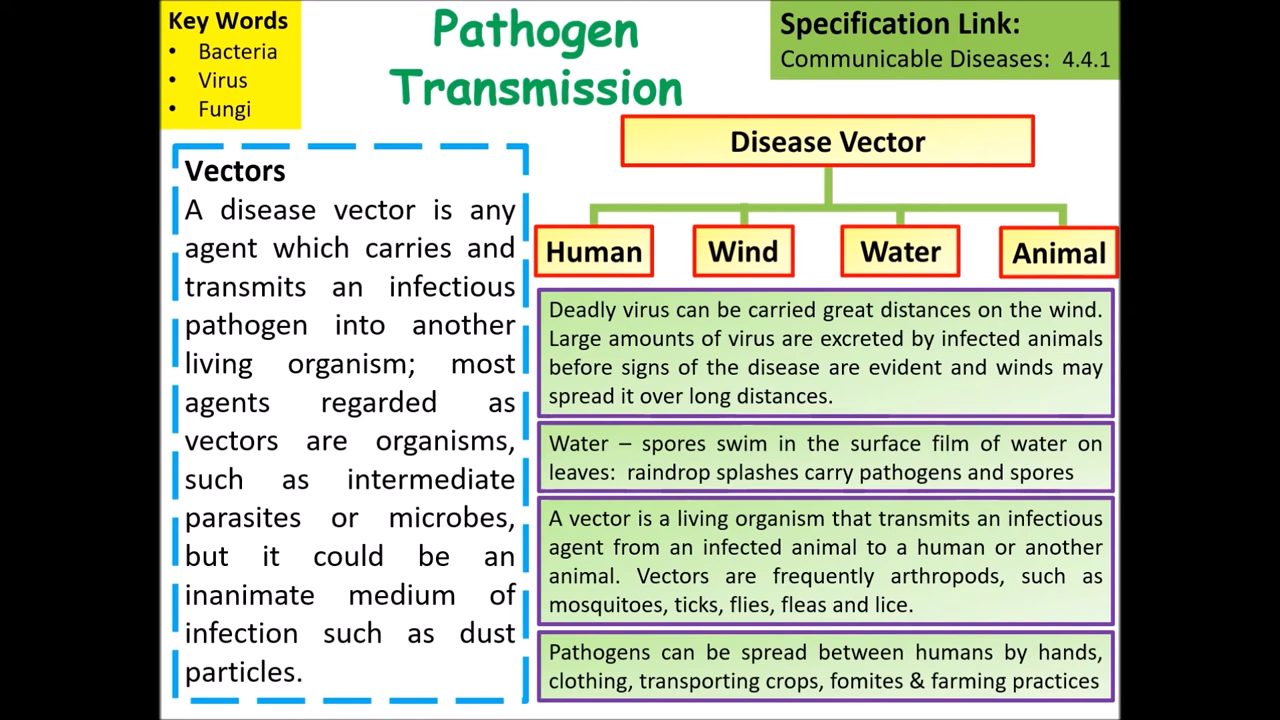 Key Words
• Bacteria
• Virus
• Fungi
Pathogen
Transmission
Specification Link:
Communicable Diseases: 4.4.1
Vectors
A disease vector is any
agent which carries and
transmits an infectious
pathogen into another
living organism; most
agents regarded as
vectors are organisms,
such as intermediate
parasites or microbes,
but it could be an
inanimate medium of
infection such as dust
particles.
Disease Vector
Human
Wind
Water
Animal
Deadly virus can be carried great distances on the wind.
Large amounts of virus are excreted by infected animals
before signs of the disease are evident and winds may
spread it over long distances.
Water – spores swim in the surface film of water on
leaves: raindrop splashes carry pathogens and spores
A vector is a living organism that transmits an infectious
agent from an infected animal to a human or another
animal. Vectors are frequently arthropods, such as
mosquitoes, ticks, flies, fleas and lice.
Pathogens can be spread between humans by hands,
clothing, transporting crops, fomites & farming practices